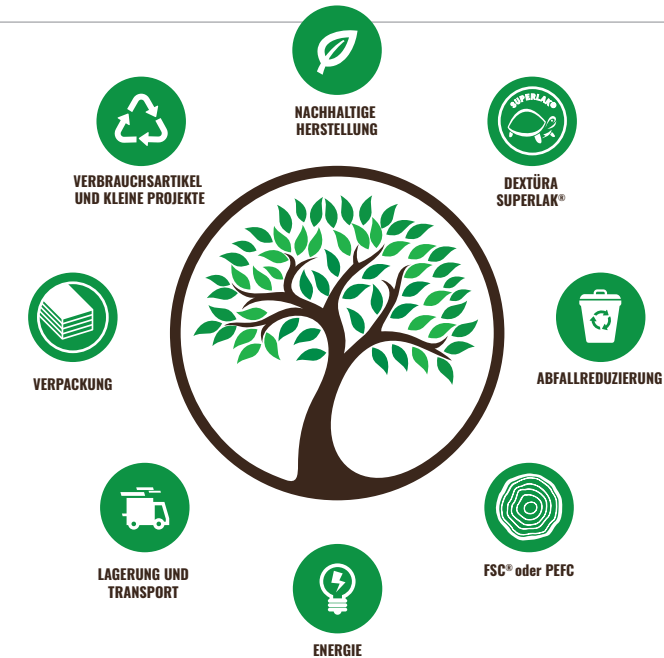 NACHHALTIGE
HERSTELLUNG
SUPERLAK®
DEXTÜRA
SUPERLAK®
VERBRAUCHSARTIKEL
UND KLEINE PROJEKTE
VERPACKUNG
ABFALLREDUZIERUNG
LAGERUNG UND
TRANSPORT
FSC® oder PEFC
ENERGIE